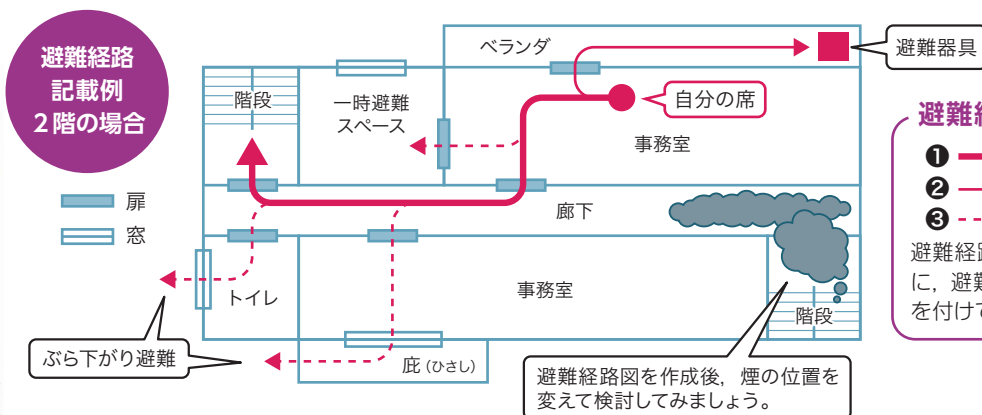 避難経路
記載例
2階の場合
扉
窓
ベランダ
避難器具
階段
一時避難
スペース
自分の席
事務室
廊下
トイレ
事務室
階段
ぶら下がり避難
庇(ひさし)
避難経路図を作成後,煙の位置を
変えて検討してみましょう。
避難経
❶
❷
❸
避難経路
に,避難
を付けて